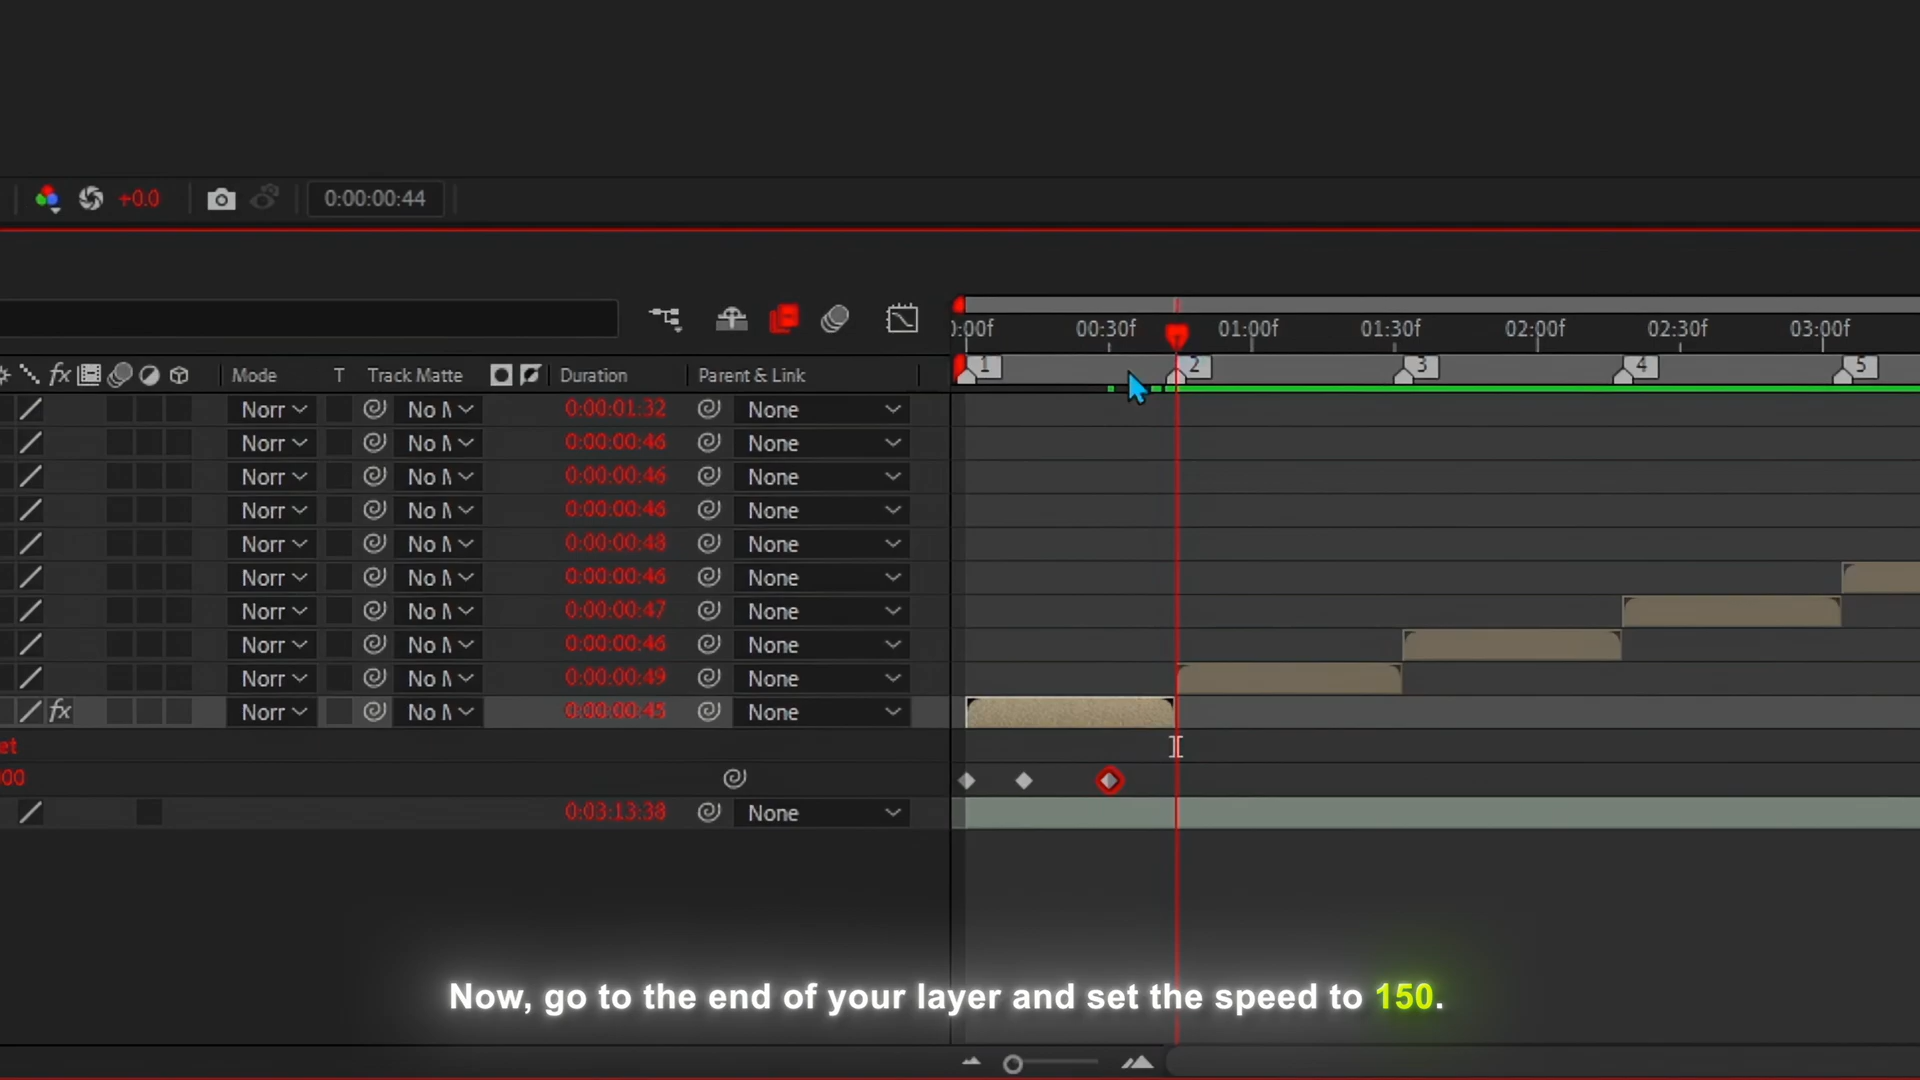 +0.0 0:00:00:44
0:00f 00:30f 01:00f 01:30f 02:00f 02:30f 03:00f
1 2 3 4 5
fx Mode T Track Matte Duration Parent & Link
Norr No M 0:00:01:32 None
Norr No M 0:00:00:46 None
Norr No M 0:00:00:46 None
Norr No M 0:00:00:46 None
Norr No M 0:00:00:48 None
Norr No M 0:00:00:46 None
Norr No M 0:00:00:47 None
Norr No M 0:00:00:46 None
Norr No M 0:00:00:49 None
fx Norr No M 0:00:00:45 None
et
00
0:03:13:38 None
Now, go to the end of your layer and set the speed to 150.